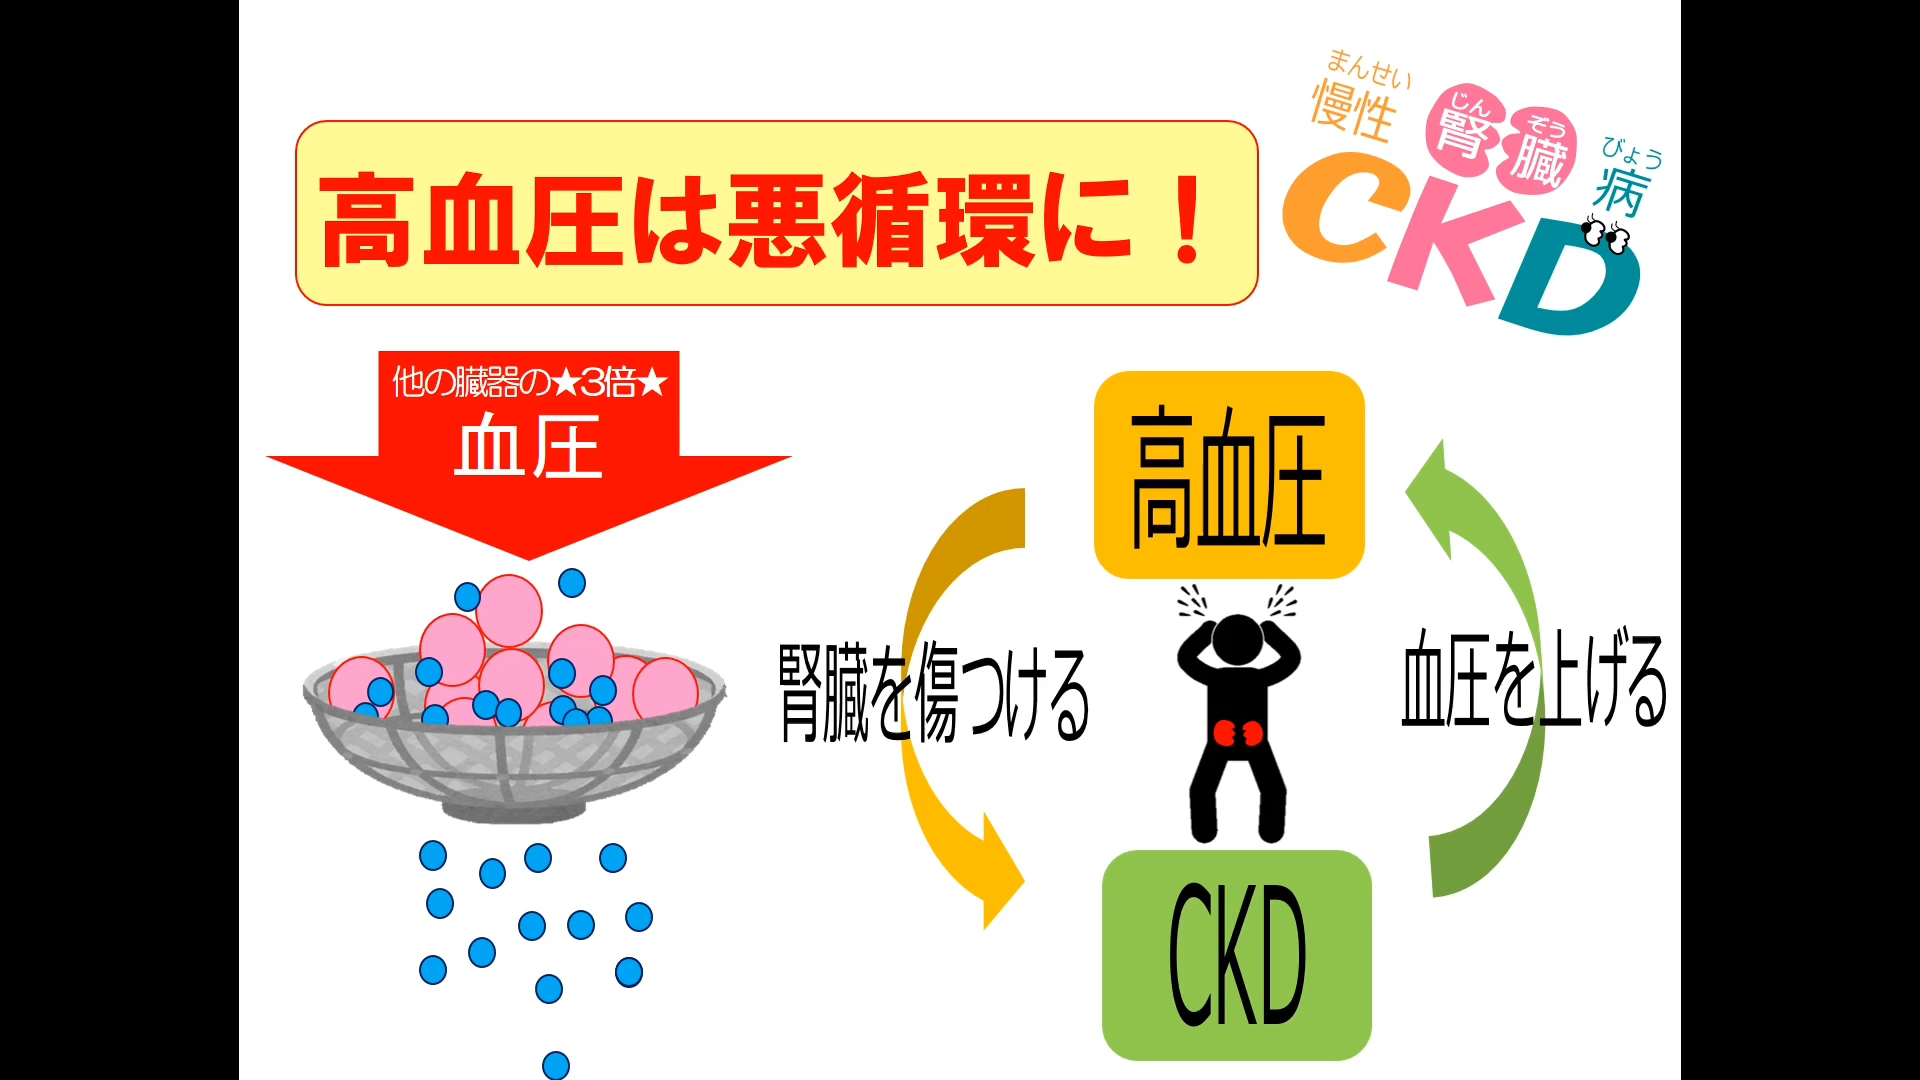 高血圧は悪循環に！
まんせい
慢性
じん
腎
ぞう
臓
びょう
病
CKD
他の臓器の★3倍★
血圧
高血圧
腎臓を傷つける
血圧を上げる
CKD